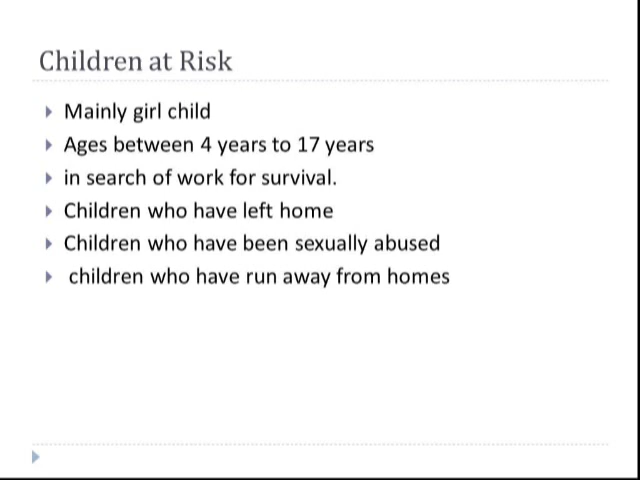 Children at Risk
Mainly girl child
Ages between 4 years to 17 years
in search of work for survival.
Children who have left home
Children who have been sexually abused
children who have run away from homes